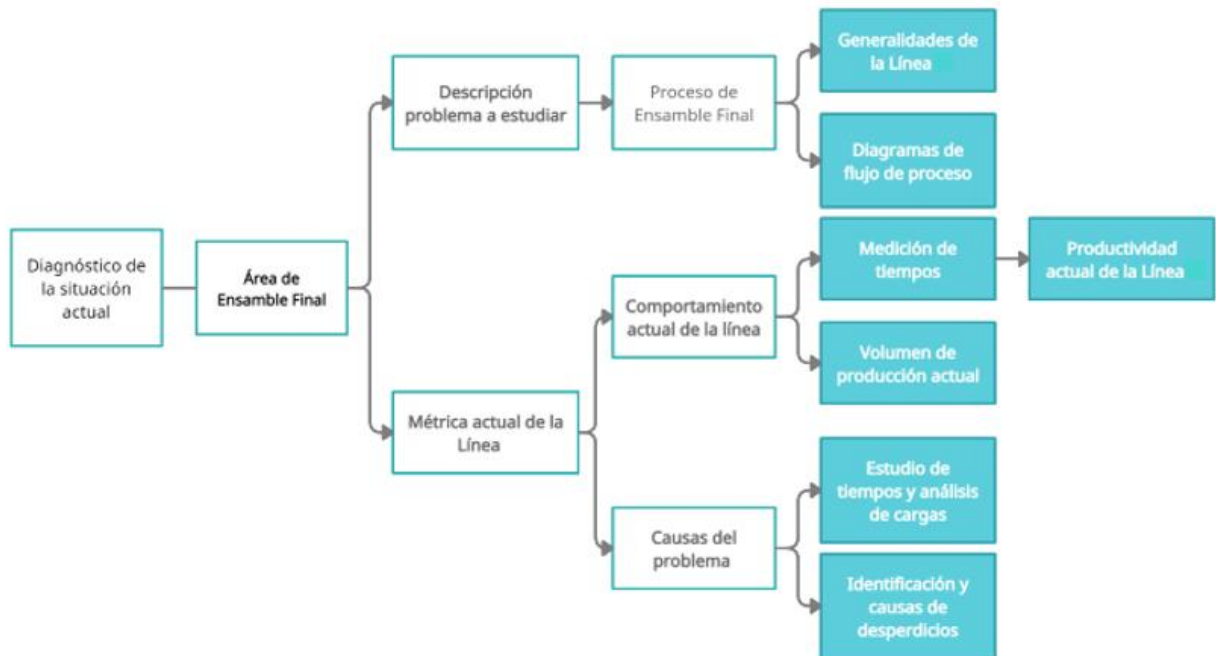 Diagnóstico de
la situación
actual
Área de
Ensamble Final
Descripción
problema a estudiar
Proceso de
Ensamble Final
Generalidades de
la Línea
Diagramas de
flujo de proceso
Métrica actual de la
Línea
Comportamiento
actual de la línea
Medición de
tiempos
Productividad
actual de la Línea
Volumen de
producción actual
Causas del
problema
Estudio de
tiempos y análisis
de cargas
Identificación y
causas de
desperdicios